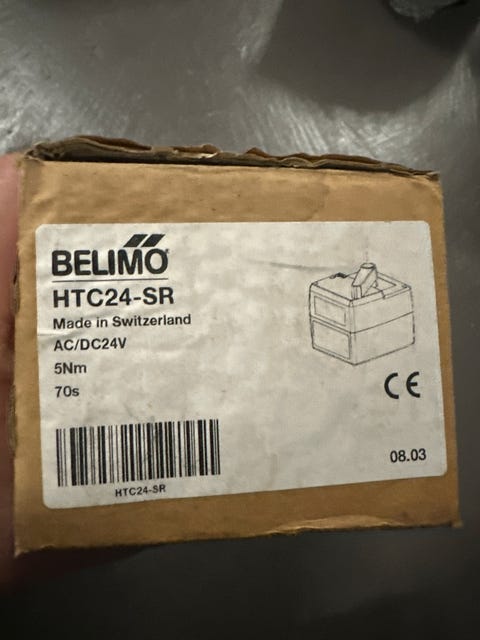 BELIMO
HTC24-SR
Made in Switzerland
AC/DC24V
5Nm
70s
CE
08.03
HTC24-SR